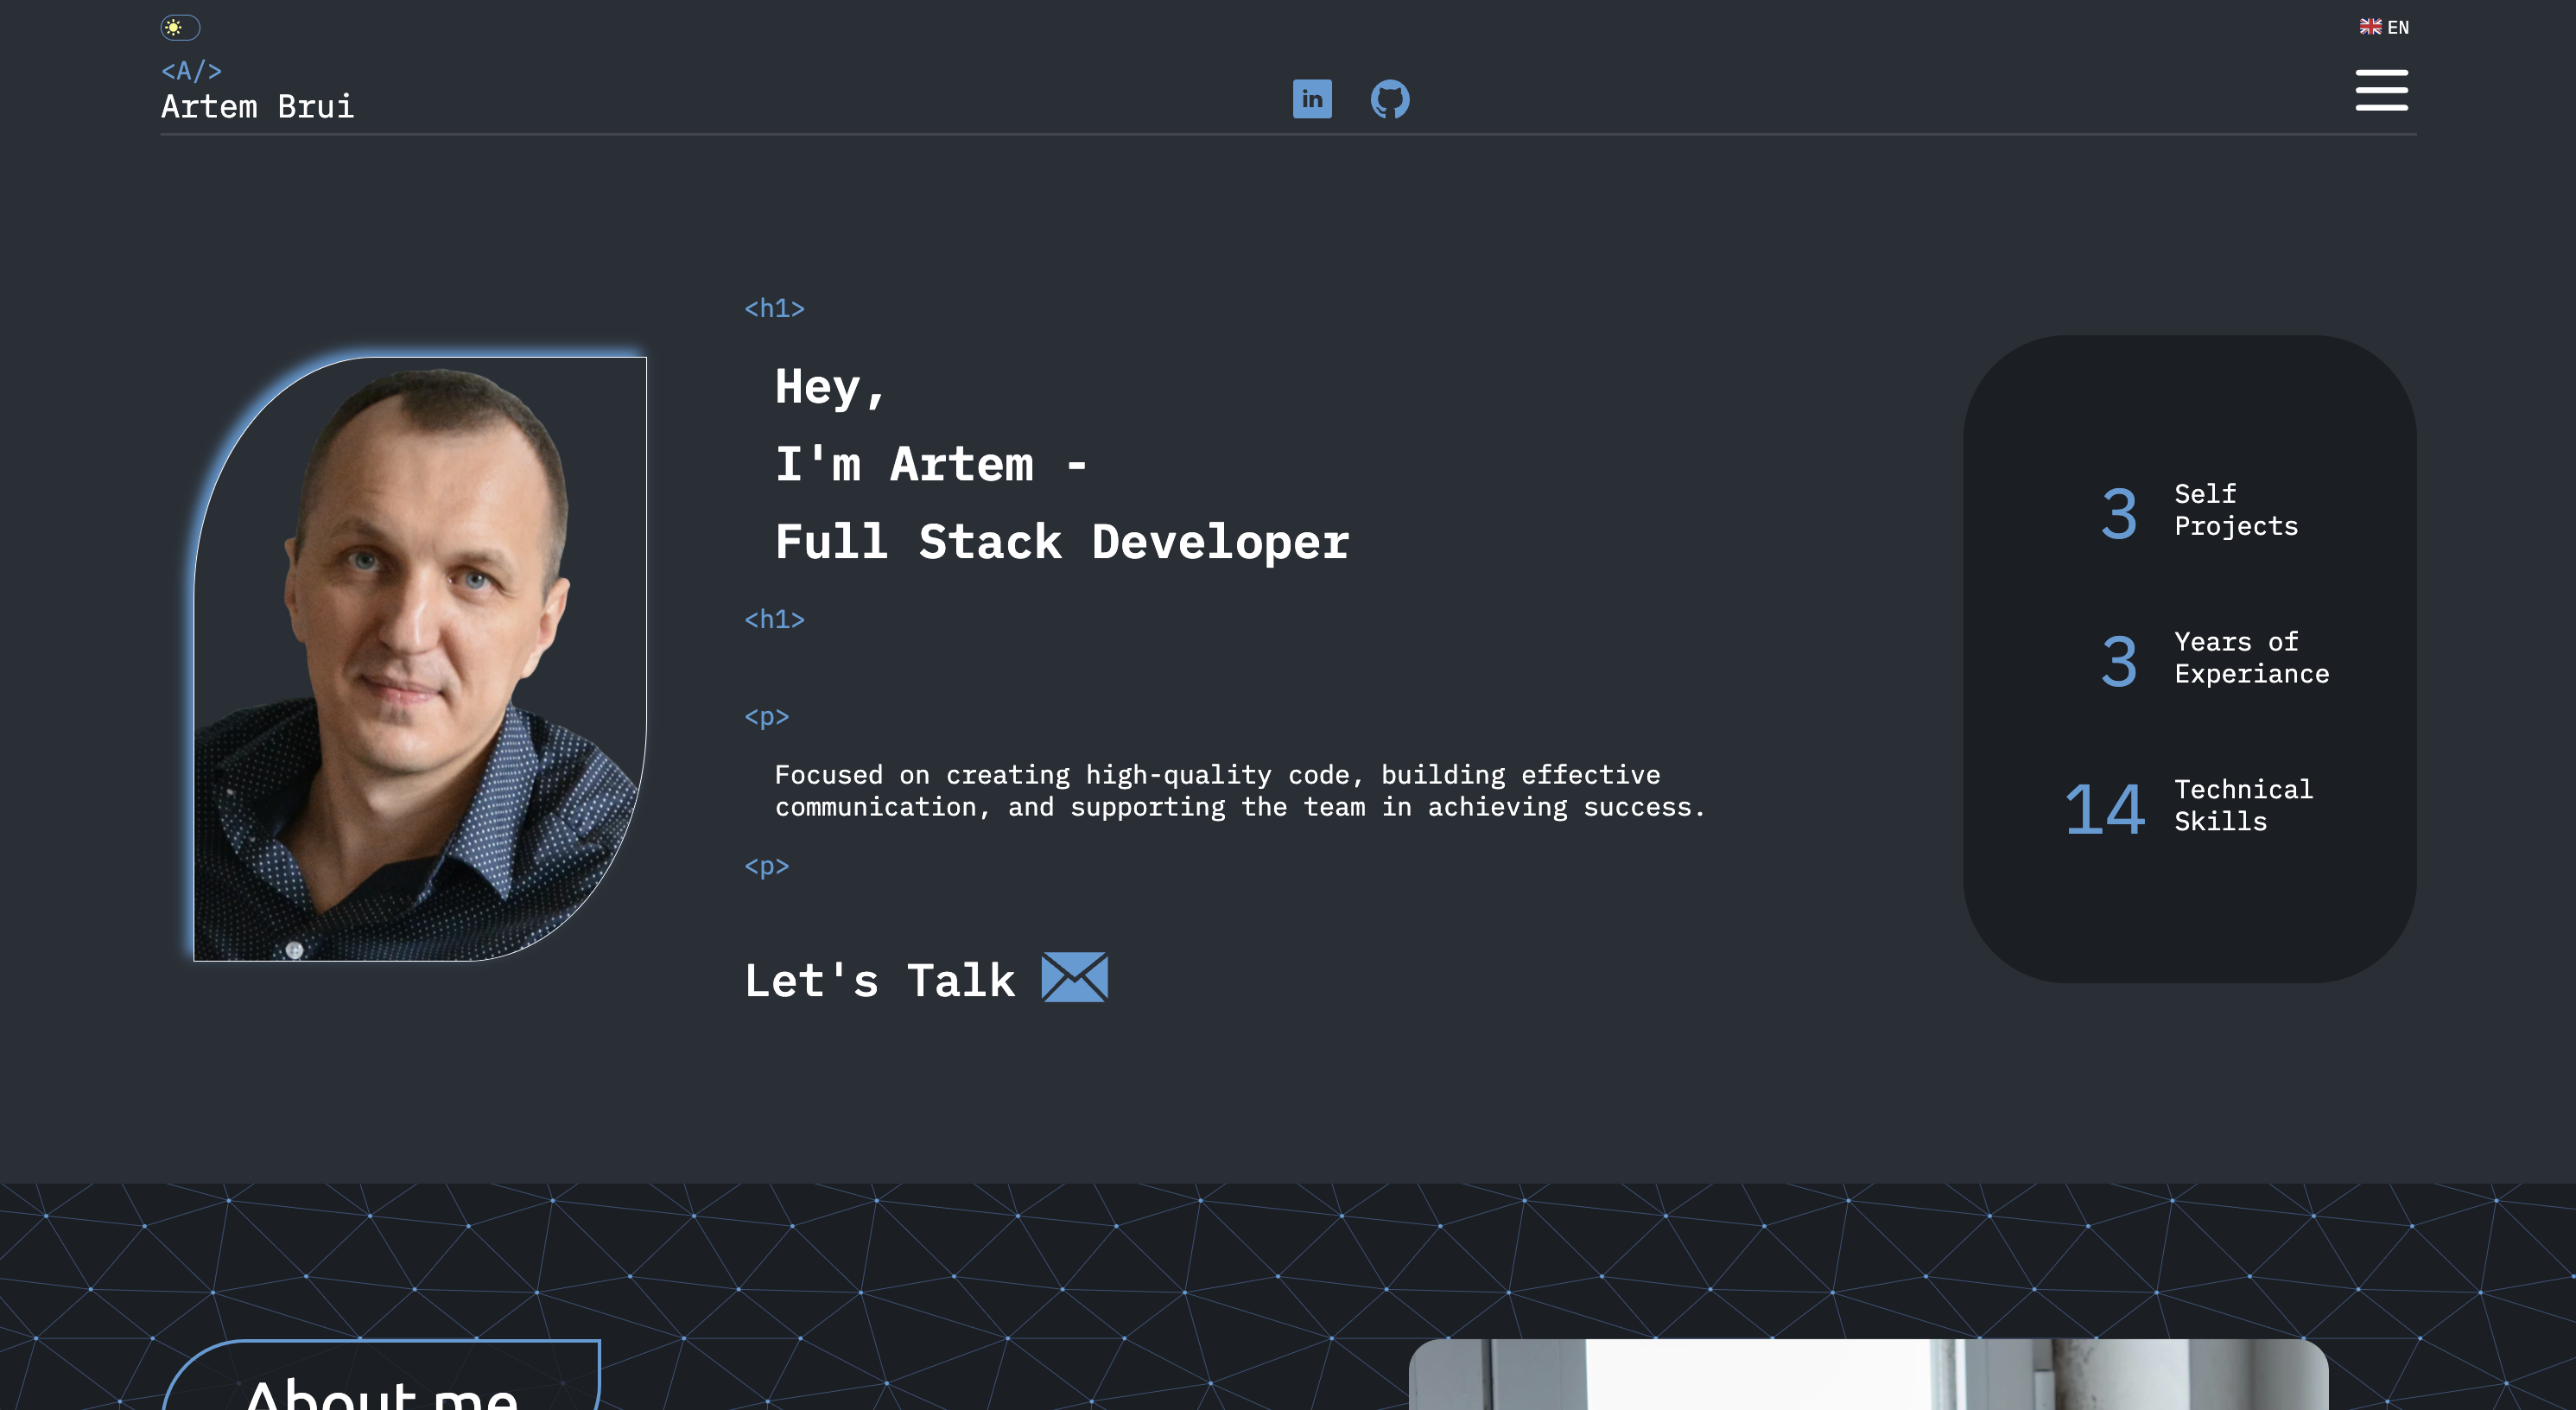 EN
<A/>
Artem Brui
in
<h1>
Hey,
I'm Artem -
Full Stack Developer
<h1>
<p>
Focused on creating high-quality code, building effective
communication, and supporting the team in achieving success.
<p>
Let's Talk
3 Self
Projects
3 Years of
Experiance
14 Technical
Skills
About me